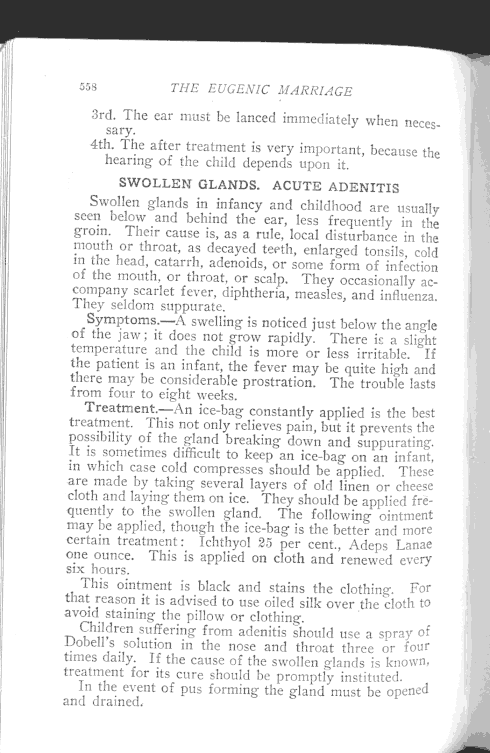 558 THE EUGENIC MARRIAGE
3rd. The ear must be lanced immediately when neces-
sary.
4th. The after treatment is very important, because the
hearing of the child depends upon it.
SWOLLEN GLANDS. ACUTE ADENITIS
Swollen glands in infancy and childhood are usually
seen below and behind the ear, less frequently in the
groin. Their cause is, as a rule, local disturbance in the
mouth or throat, as decayed teeth, enlarged tonsils, cold
in the head, catarrh, adenoids, or some form of infection
of the mouth, or throat, or scalp. They occasionally ac-
company scarlet fever, diphtheria, measles, and influenza.
They seldom suppurate.
Symptoms.—A swelling is noticed just below the angle
of the jaw; it does not grow rapidly. There is a slight
temperature and the child is more or less irritable. If
the patient is an infant, the fever may be quite high and
there may be considerable prostration. The trouble lasts
from four to eight weeks.
Treatment.—An ice-bag constantly applied is the best
treatment. This not only relieves pain, but it prevents the
possibility of the gland breaking down and suppurating.
It is sometimes difficult to keep an ice-bag on an infant,
in which case cold compresses should be applied. These
are made by taking several layers of old linen or cheese
cloth and laying them on ice. They should be applied fre-
quently to the swollen gland. The following ointment
may be applied, though the ice-bag is the better and more
certain treatment: Ichthyol 25 per cent., Adeps Lanae
one ounce. This is applied on cloth and renewed every
six hours.
This ointment is black and stains the clothing. For
that reason it is advised to use oiled silk over the cloth to
avoid staining the pillow or clothing.
Children suffering from adenitis should use a spray of
Dobell's solution in the nose and throat three or four
times daily. If the cause of the swollen glands is known,
treatment for its cure should be promptly instituted.
In the event of pus forming the gland must be opened
and drained.